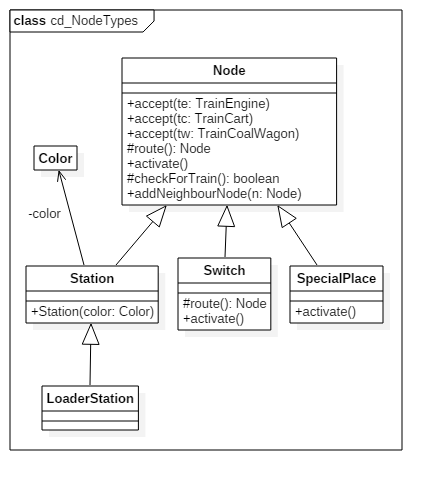 class cd_NodeTypes
Node
+accept(te: TrainEngine)
+accept(tc: TrainCart)
+accept(tw: TrainCoalWagon)
#route(): Node
+activate()
#checkForTrain(): boolean
+addNeighbourNode(n: Node)
Color
-color
Station
+Station(color: Color)
Switch
#route(): Node
+activate()
SpecialPlace
+activate()
LoaderStation